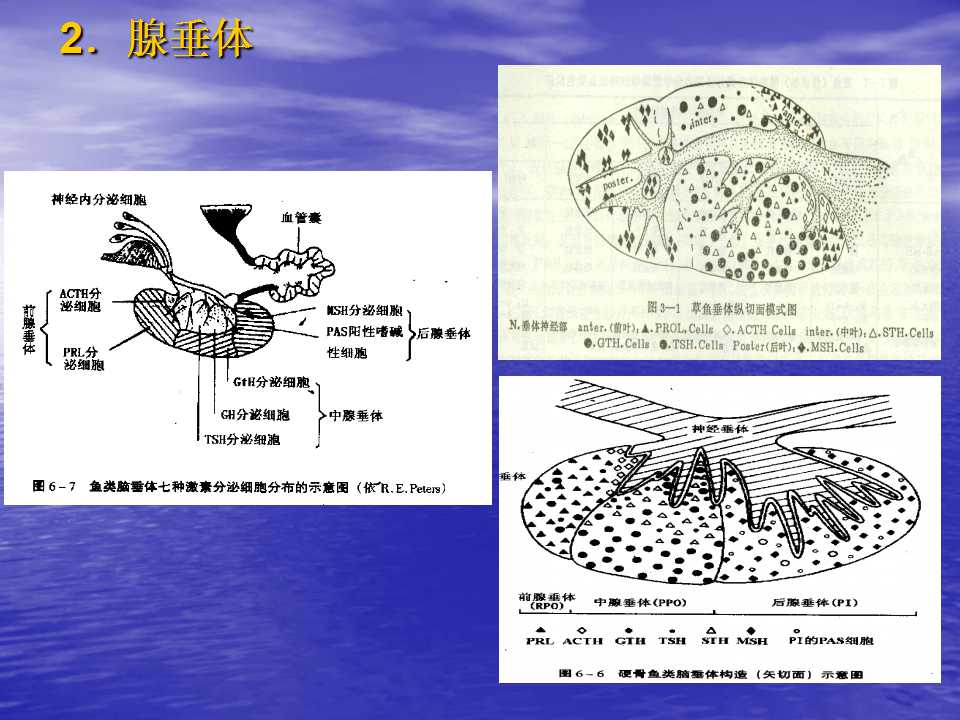 2．腺垂体
神经内分泌细胞
血管囊
ACTH分
泌细胞
前腺垂体
PRL分
泌细胞
MSH分泌细胞
PAS阳性嗜碱
性细胞
后腺垂体
GtH分泌细胞
GH分泌细胞
中腺垂体
TSH分泌细胞
图6-7 鱼类脑垂体七种激素分泌细胞分布的示意图（依R.E.Peters）
inter.
anter.
poster.
N.
图3—1 草鱼垂体纵切面模式图
N.垂体神经部 anter.(前叶):▲.PROL.Cells ◇.ACTH Cells inter.(中叶):△.STH.Cells
●.GTH.Cells ●.TSH.Cells Poster(后叶):◆.MSH.Cells
神经垂体
垂体
前腺垂体
(RPO)
中腺垂体(PPO)
后腺垂体(PI)
PRL ACTH GTH TSH STH MSH PI的PAS细胞
图6-6 硬骨鱼类脑垂体构造（矢切面）示意图